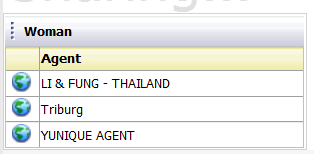 Woman
Agent
LI & FUNG - THAILAND
Triburg
YUNIQUE AGENT